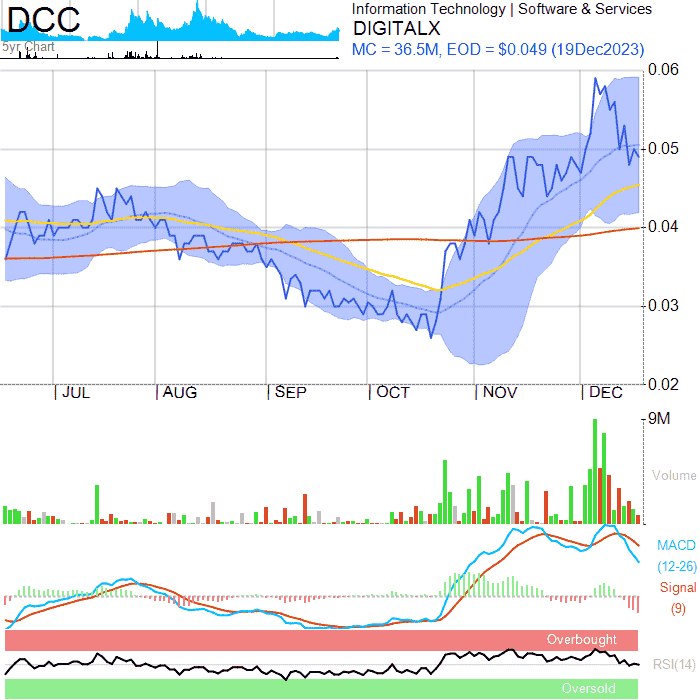 DCC
Information Technology | Software & Services
DIGITALX
5yr Chart
MC = 36.5M, EOD = $0.049 (19Dec2023)
0.06
0.05
0.04
0.03
0.02
JUL AUG SEP OCT NOV DEC
9M
Volume
MACD
(12-26)
Signal
(9)
Overbought
RSI(14)
Oversold